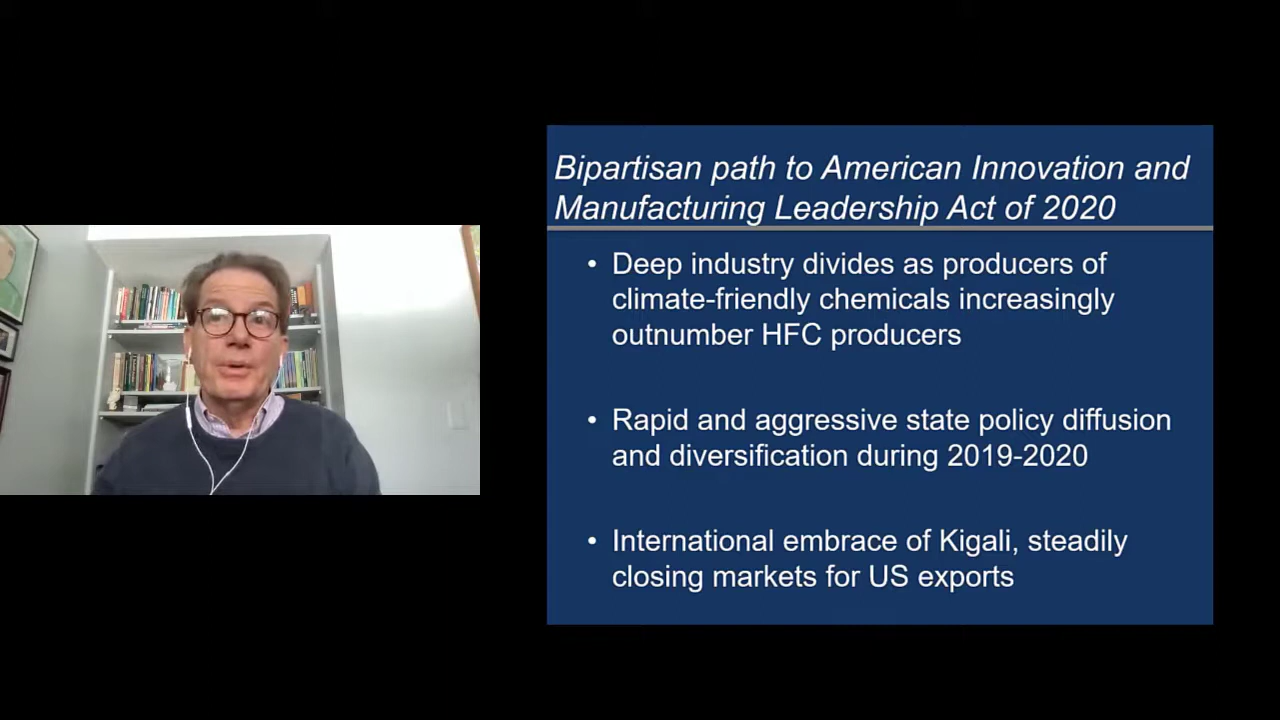 Bipartisan path to American Innovation and
Manufacturing Leadership Act of 2020
• Deep industry divides as producers of
climate-friendly chemicals increasingly
outnumber HFC producers
• Rapid and aggressive state policy diffusion
and diversification during 2019-2020
• International embrace of Kigali, steadily
closing markets for US exports